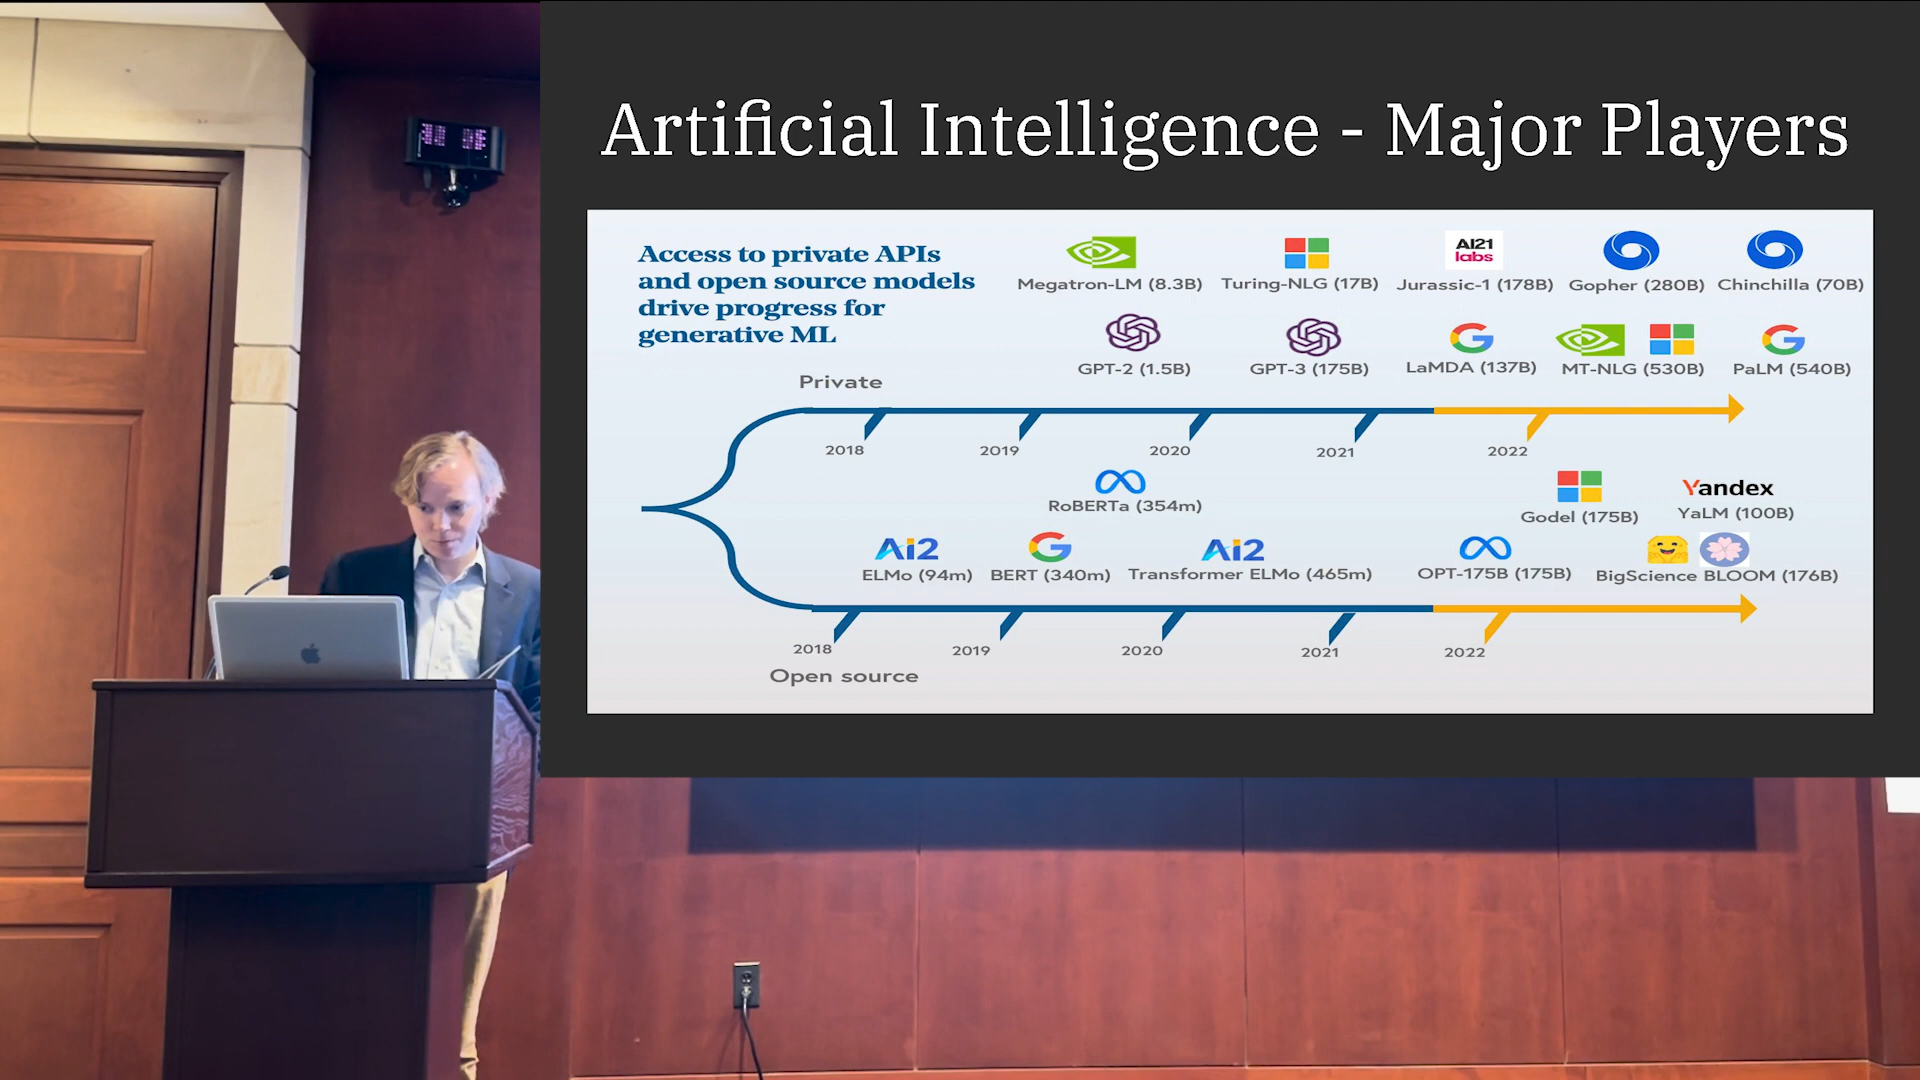 Artificial Intelligence - Major Players
Access to private APIs
and open source models
drive progress for
generative ML
Megatron-LM (8.3B)
Turing-NLG (17B)
AI21
labs
Jurassic-1 (178B)
Gopher (280B)
Chinchilla (70B)
GPT-2 (1.5B)
GPT-3 (175B)
LaMDA (137B)
MT-NLG (530B)
PaLM (540B)
Private
2018
2019
2020
2021
2022
RoBERTa (354m)
Godel (175B)
Yandex
YaLM (100B)
Ai2
ELMo (94m)
BERT (340m)
Ai2
Transformer ELMo (465m)
OPT-175B (175B)
BigScience BLOOM (176B)
2018
2019
2020
2021
2022
Open source